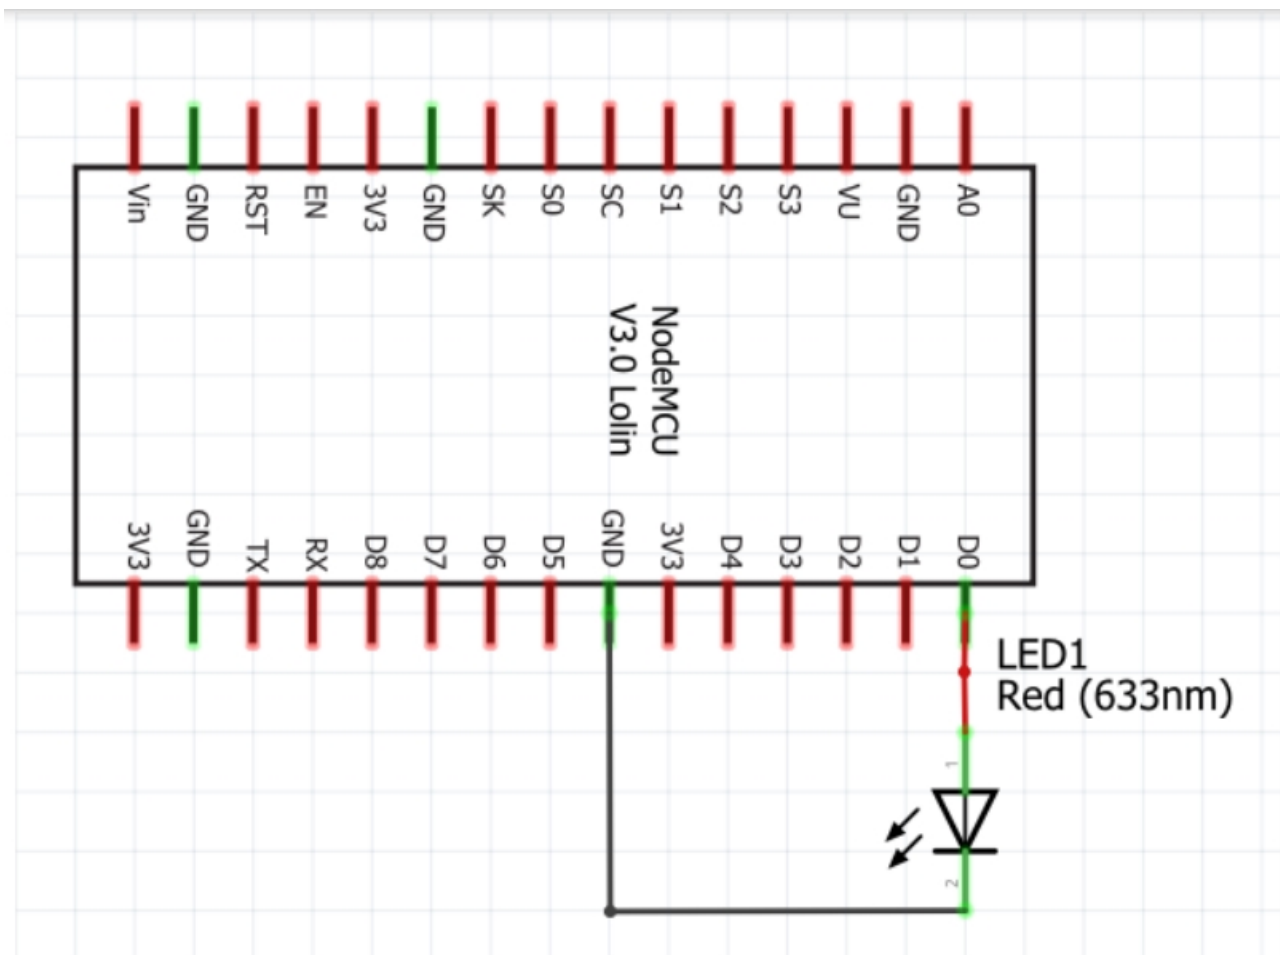 Vin
GND
RST
EN
3V3
GND
SK
S0
SC
S1
S2
S3
VU
GND
A0
NodeMCU
V3.0 Lolin
3V3
GND
TX
RX
D8
D7
D6
D5
GND
3V3
D4
D3
D2
D1
D0
LED1
Red (633nm)
1
2